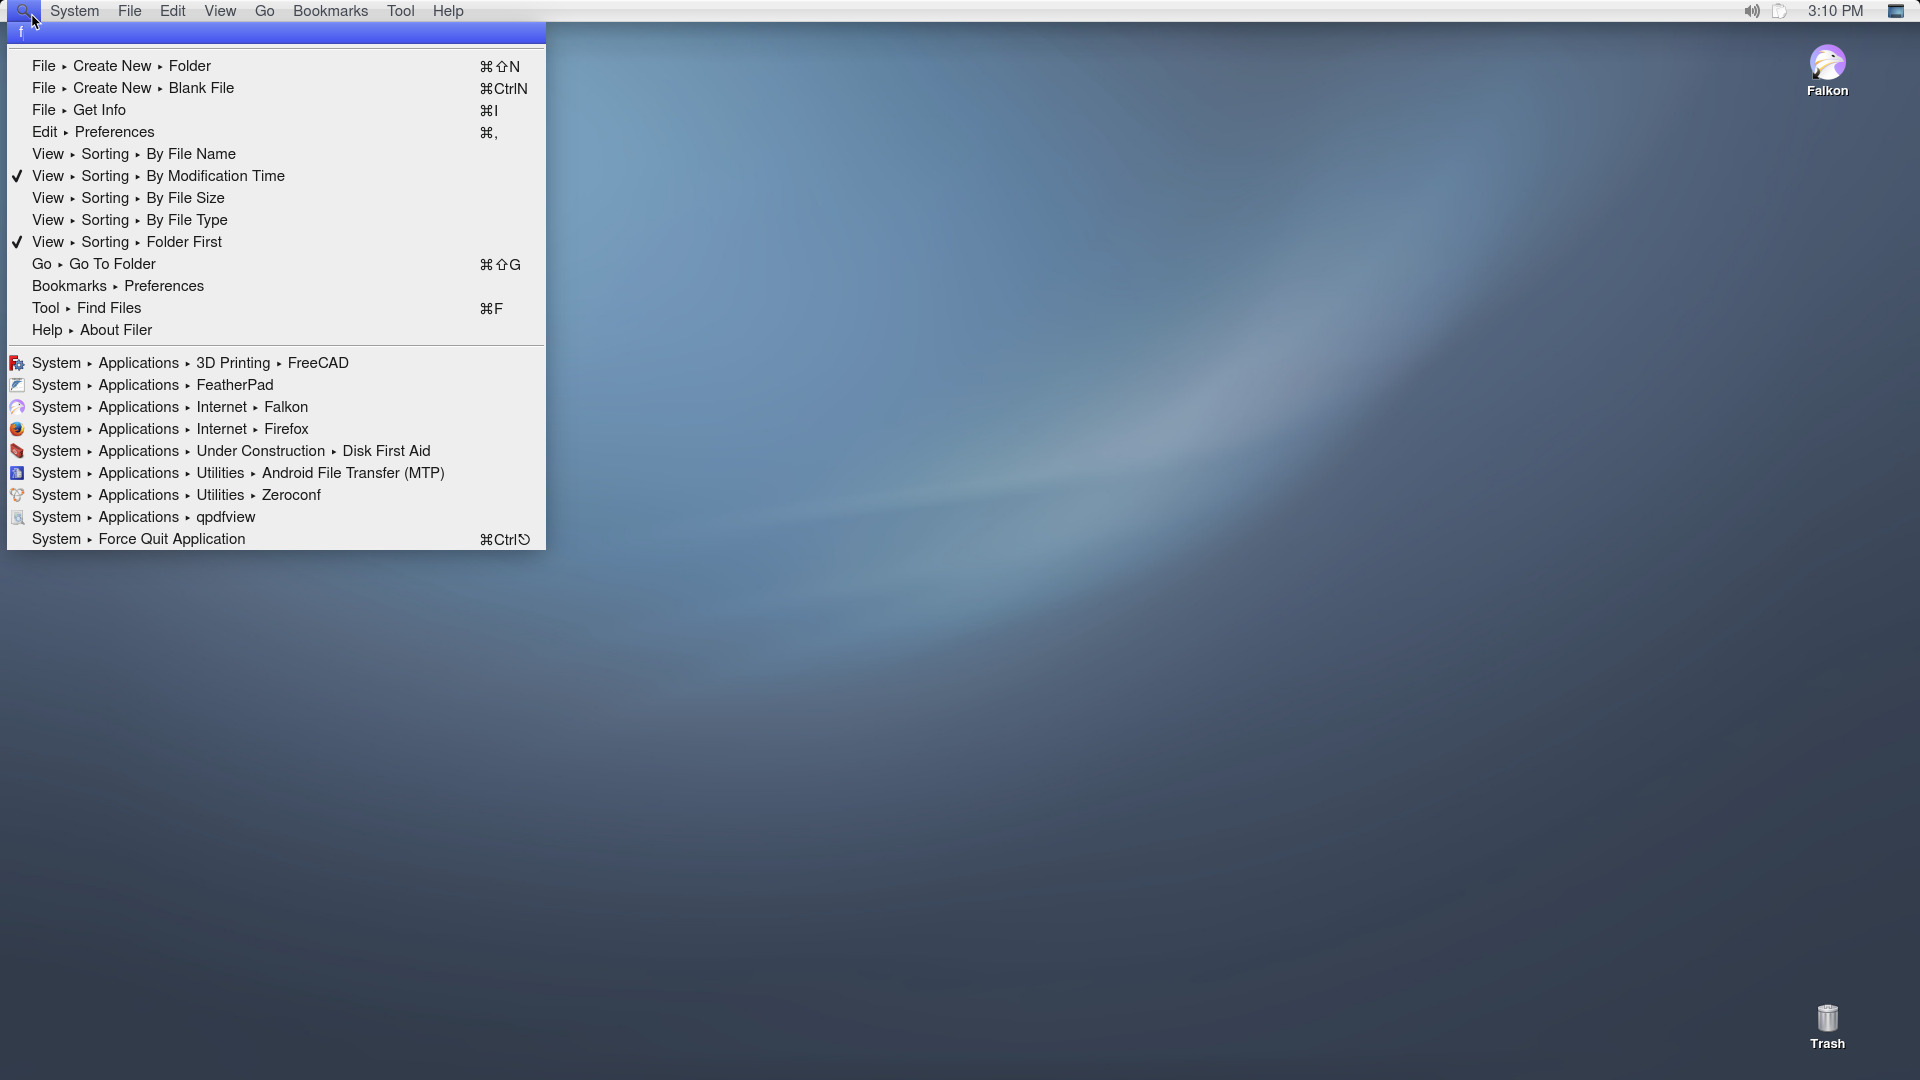 System File Edit View Go Bookmarks Tool Help 3:10 PM
f
File ▸ Create New ▸ Folder ⌘⇧N
File ▸ Create New ▸ Blank File ⌘CtrlN
File ▸ Get Info ⌘I
Edit ▸ Preferences ⌘,
View ▸ Sorting ▸ By File Name
✓ View ▸ Sorting ▸ By Modification Time
View ▸ Sorting ▸ By File Size
View ▸ Sorting ▸ By File Type
✓ View ▸ Sorting ▸ Folder First
Go ▸ Go To Folder ⌘⇧G
Bookmarks ▸ Preferences
Tool ▸ Find Files ⌘F
Help ▸ About Filer
System ▸ Applications ▸ 3D Printing ▸ FreeCAD
System ▸ Applications ▸ FeatherPad
System ▸ Applications ▸ Internet ▸ Falkon
System ▸ Applications ▸ Internet ▸ Firefox
System ▸ Applications ▸ Under Construction ▸ Disk First Aid
System ▸ Applications ▸ Utilities ▸ Android File Transfer (MTP)
System ▸ Applications ▸ Utilities ▸ Zeroconf
System ▸ Applications ▸ qpdfview
System ▸ Force Quit Application ⌘Ctrl⎋
Falkon
Trash